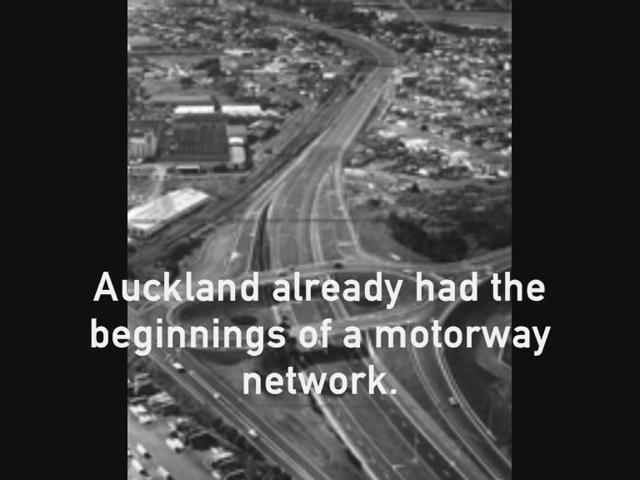 Auckland already had the
beginnings of a motorway
network.